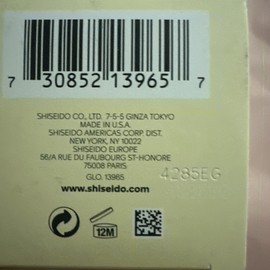 7 30852 13965 7
SHISEIDO CO., LTD. 7-5-5 GINZA TOKYO
MADE IN U.S.A.
SHISEIDO AMERICAS CORP. DIST.
NEW YORK, NY 10022
SHISEIDO EUROPE
56/A RUE DU FAUBOURG ST-HONORE
75008 PARIS
4285EG
GLO. 13965
www.shiseido.com
12M